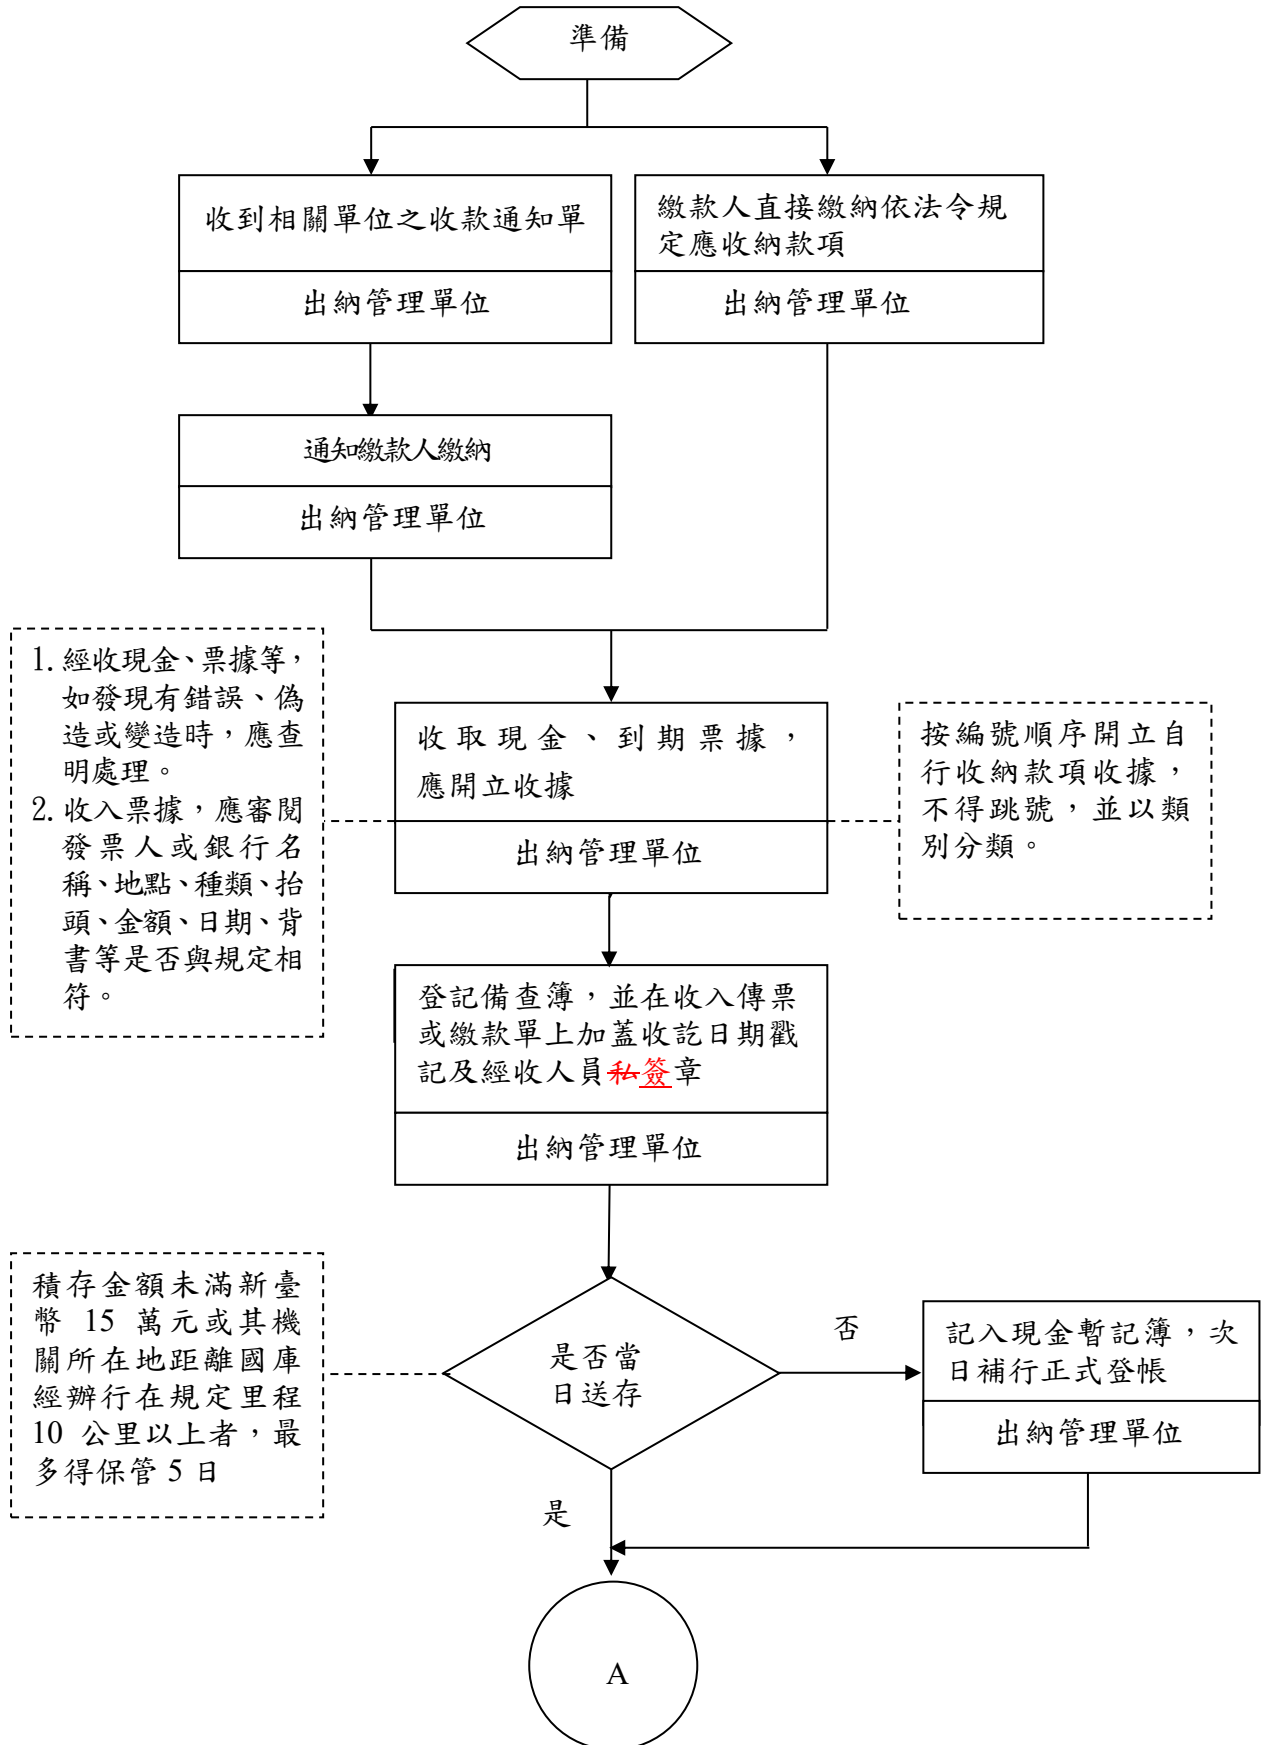 準備
收到相關單位之收款通知單
出納管理單位
繳款人直接繳納依法令規
定應收納款項
出納管理單位
通知繳款人繳納
出納管理單位
1. 經收現金、票據等，
如發現有錯誤、偽
造或變造時，應查
明處理。
2. 收入票據，應審閱
發票人或銀行名
稱、地點、種類、抬
頭、金額、日期、背
書等是否與規定相
符。
收取現金、到期票據，
應開立收據
出納管理單位
按編號順序開立自
行收納款項收據，
不得跳號，並以類
別分類。
登記備查簿，並在收入傳票
或繳款單上加蓋收訖日期戳
記及經收人員私簽章
出納管理單位
積存金額未滿新臺
幣 15 萬元或其機
關所在地距離國庫
經辦行在規定里程
10 公里以上者，最
多得保管 5 日
是否當
日送存
否
記入現金暫記簿，次
日補行正式登帳
出納管理單位
是
A